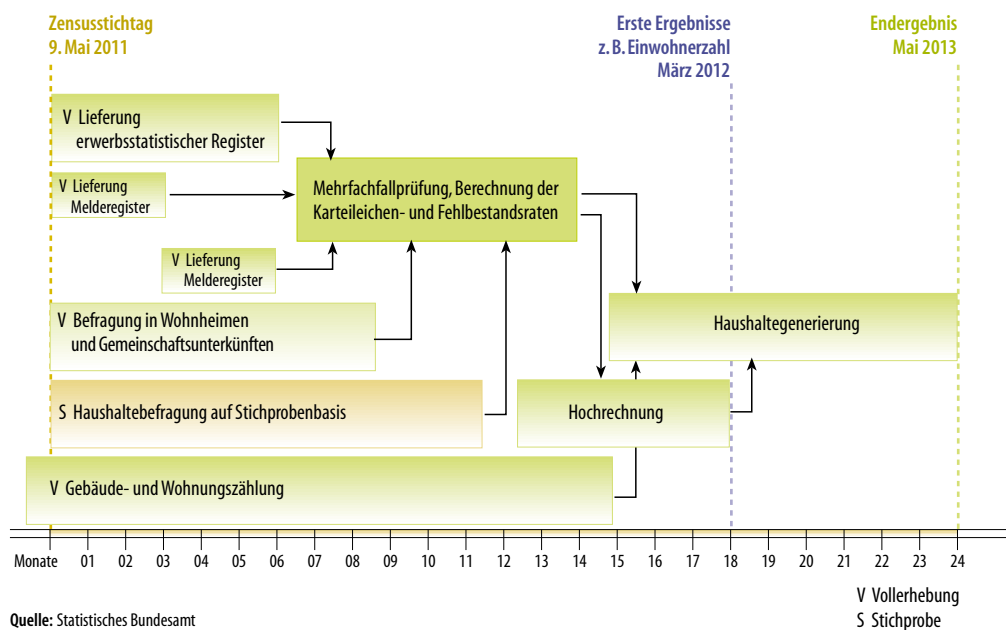 Zensusstichtag
9. Mai 2011
Erste Ergebnisse
z. B. Einwohnerzahl
März 2012
Endergebnis
Mai 2013
V Lieferung
erwerbsstatistischer Register
V Lieferung
Melderegister
Mehrfachfallprüfung, Berechnung der
Karteileichen- und Fehlbestandsraten
V Lieferung
Melderegister
V Befragung in Wohnheimen
und Gemeinschaftsunterkünften
Haushaltegenerierung
S Haushaltebefragung auf Stichprobenbasis
Hochrechnung
V Gebäude- und Wohnungszählung
Monate 01 02 03 04 05 06 07 08 09 10 11 12 13 14 15 16 17 18 19 20 21 22 23 24
V Vollerhebung
S Stichprobe
Quelle: Statistisches Bundesamt